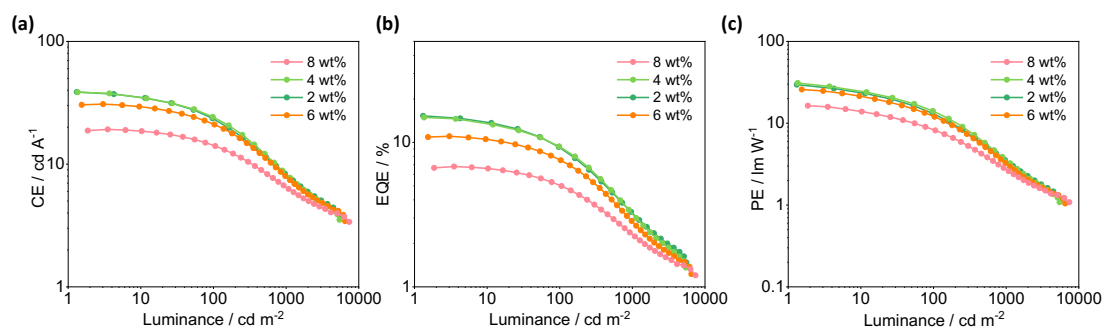 (a)
100
10
1
CE / cd A-1
8 wt%
4 wt%
2 wt%
6 wt%
1 10 100 1000 10000
Luminance / cd m-2
(b)
10
1
EQE / %
8 wt%
4 wt%
2 wt%
6 wt%
1 10 100 1000 10000
Luminance / cd m-2
(c)
100
10
1
0.1
PE / lm W-1
8 wt%
4 wt%
2 wt%
6 wt%
1 10 100 1000 10000
Luminance / cd m-2